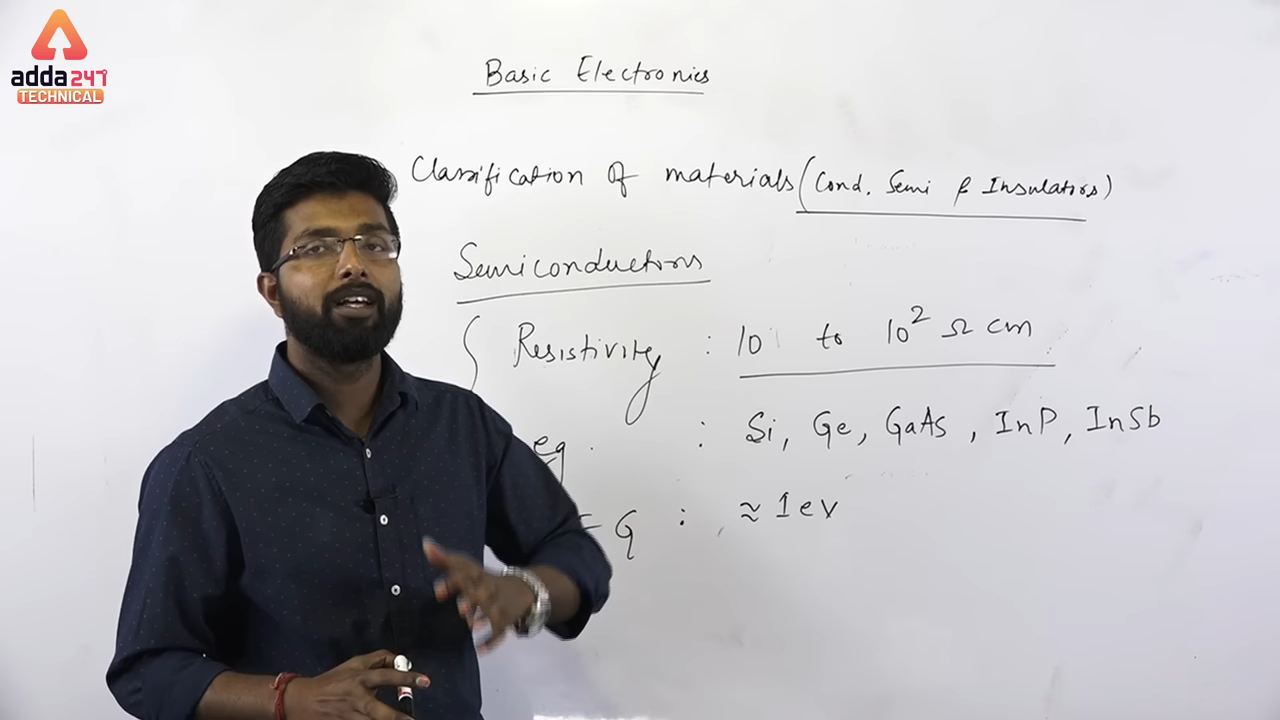 adda247
TECHNICAL
Basic Electronics
Classification of materials (Cond. Semi & Insulators)
Semiconductors
Resistivity : 10 to 10² Ω cm
eg. : Si, Ge, GaAs, InP, InSb
G : ≈ 1 ev